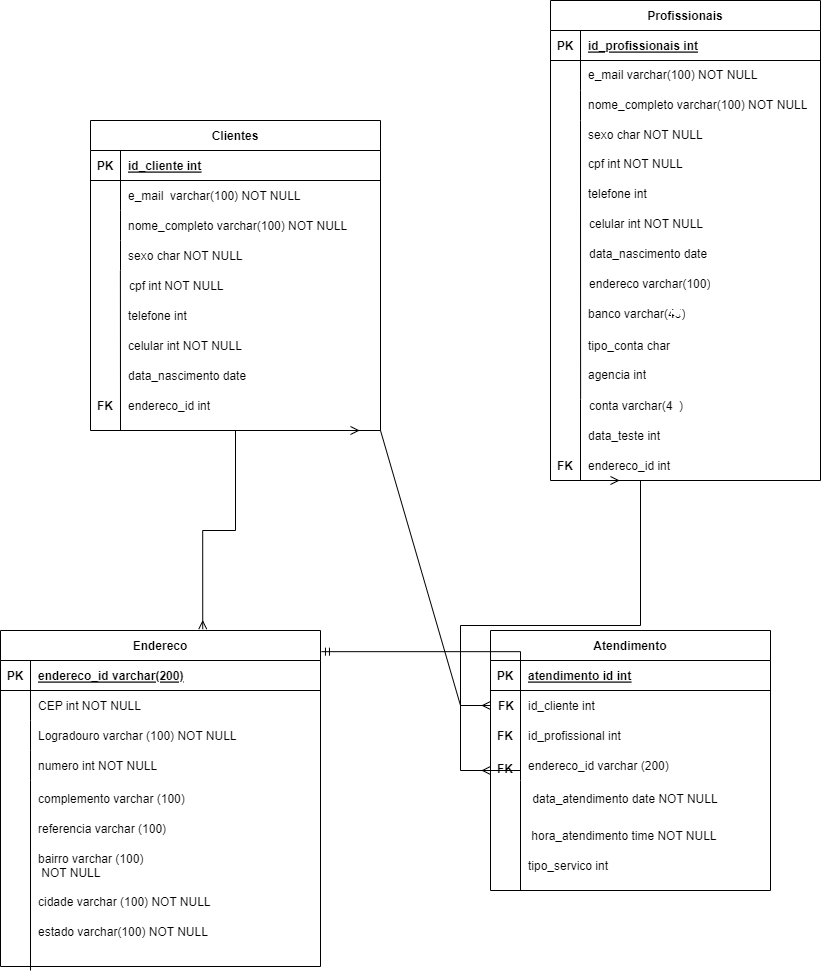 Profissionais
PK id_profissionais int
e_mail varchar(100) NOT NULL
nome_completo varchar(100) NOT NULL
sexo char NOT NULL
cpf int NOT NULL
telefone int
celular int NOT NULL
data_nascimento date
endereco varchar(100)
banco varchar(
tipo_conta char
agencia int
conta varchar(4 )
data_teste int
FK endereco_id int
Clientes
PK id_cliente int
e_mail varchar(100) NOT NULL
nome_completo varchar(100) NOT NULL
sexo char NOT NULL
cpf int NOT NULL
telefone int
celular int NOT NULL
data_nascimento date
FK endereco_id int
Endereco
PK endereco_id varchar(200)
CEP int NOT NULL
Logradouro varchar (100) NOT NULL
numero int NOT NULL
complemento varchar (100)
referencia varchar (100)
bairro varchar (100)
NOT NULL
cidade varchar (100) NOT NULL
estado varchar(100) NOT NULL
Atendimento
PK atendimento id int
FK id_cliente int
FK id_profissional int
FK endereco_id varchar (200)
data_atendimento date NOT NULL
hora_atendimento time NOT NULL
tipo_servico int